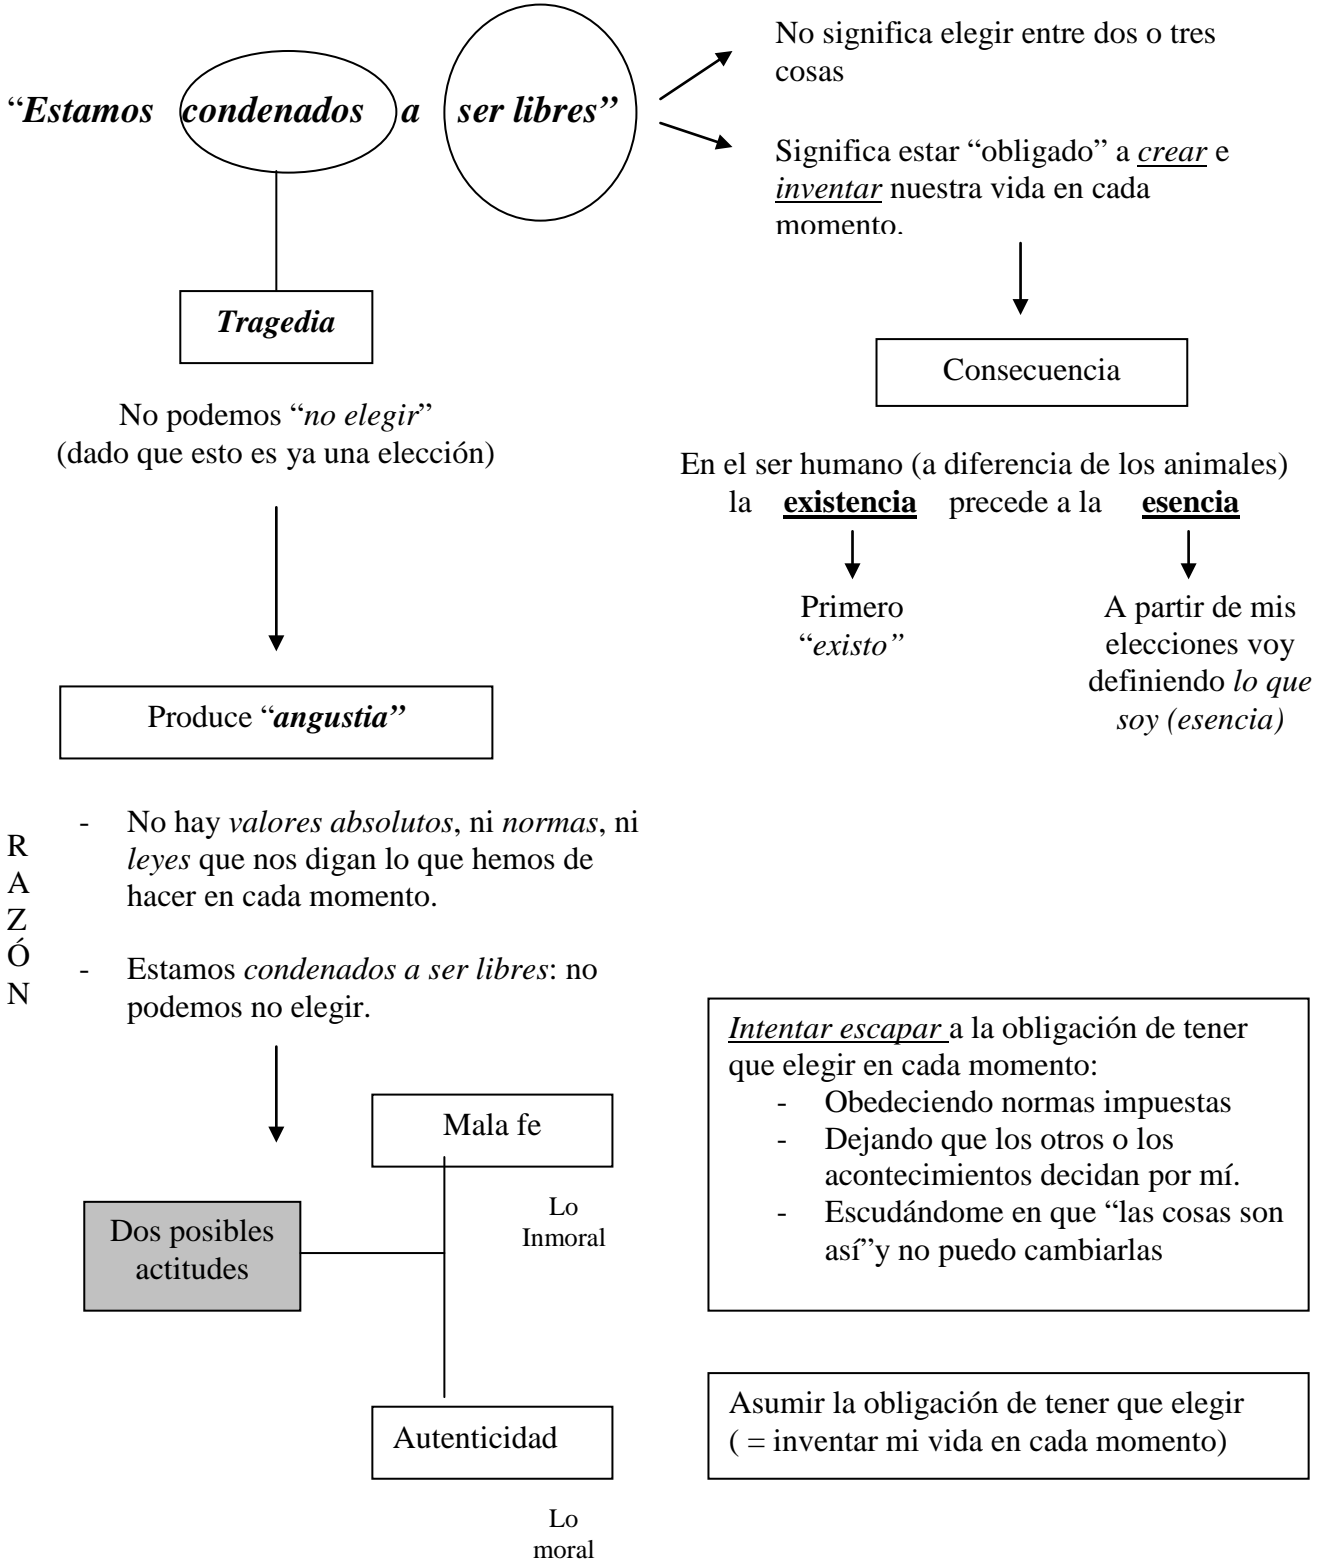 “Estamos condenados a ser libres”
No significa elegir entre dos o tres
cosas
Significa estar “obligado” a crear e
inventar nuestra vida en cada
momento.
Tragedia
No podemos “no elegir”
(dado que esto es ya una elección)
Consecuencia
En el ser humano (a diferencia de los animales)
la existencia precede a la esencia
Primero
“existo”
A partir de mis
elecciones voy
definiendo lo que
soy (esencia)
Produce “angustia”
RAZÓN
- No hay valores absolutos, ni normas, ni
leyes que nos digan lo que hemos de
hacer en cada momento.
- Estamos condenados a ser libres: no
podemos no elegir.
Dos posibles
actitudes
Mala fe
Lo
Inmoral
Intentar escapar a la obligación de tener
que elegir en cada momento:
- Obedeciendo normas impuestas
- Dejando que los otros o los
acontecimientos decidan por mí.
- Escudándome en que “las cosas son
así”y no puedo cambiarlas
Autenticidad
Lo
moral
Asumir la obligación de tener que elegir
( = inventar mi vida en cada momento)